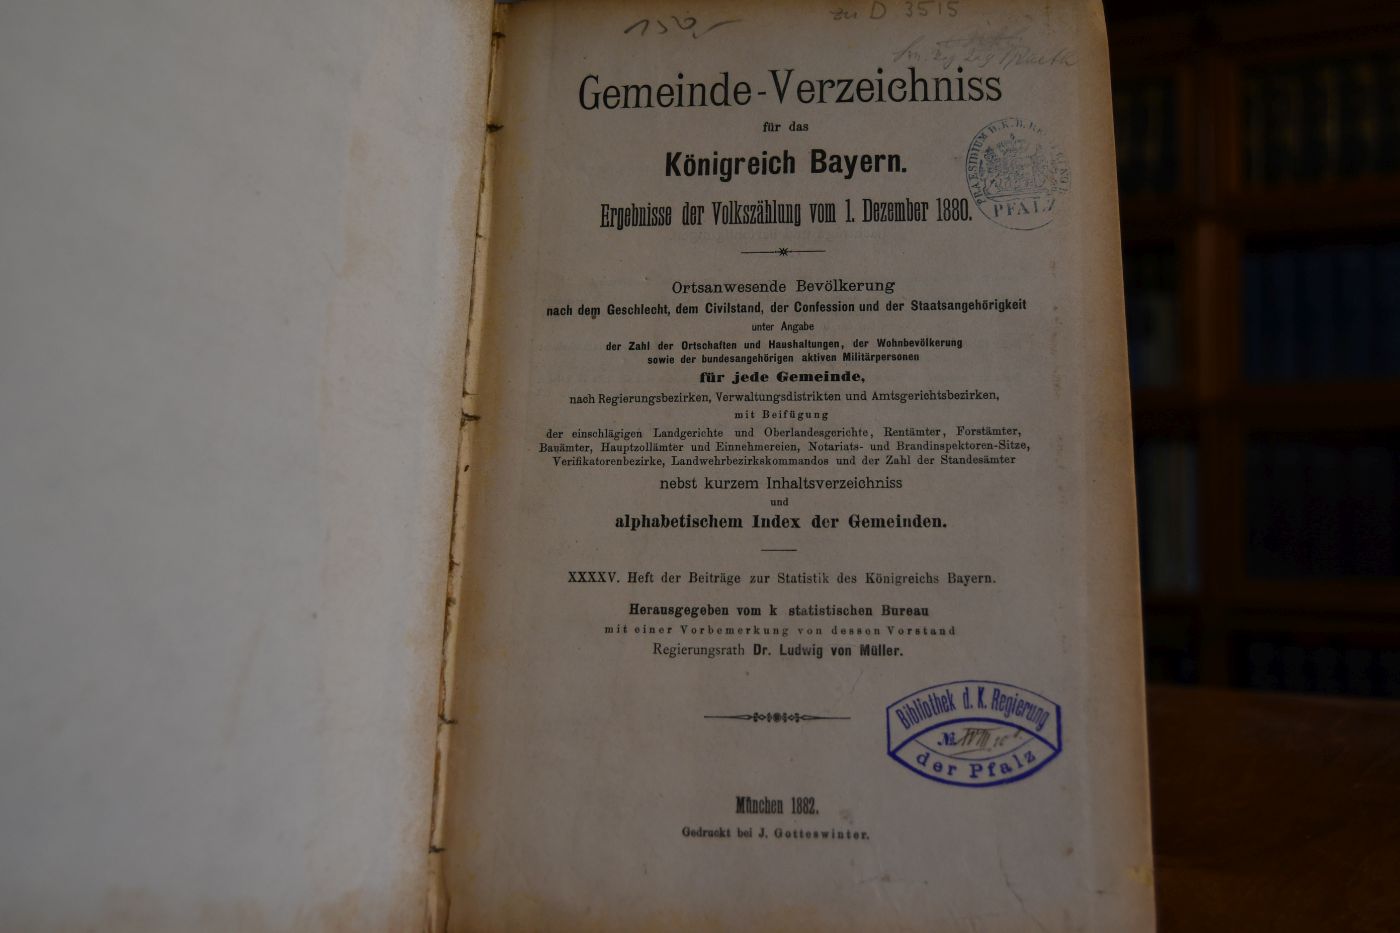 150,-
zu D 3515
Gemeinde-Verzeichniss
für das
Königreich Bayern.
Ergebnisse der Volkszählung vom 1. Dezember 1880.
PRAESIDIUM D. K. B. REGIERUNG
PFALZ
Ortsanwesende Bevölkerung
nach dem Geschlecht, dem Civilstand, der Confession und der Staatsangehörigkeit
unter Angabe
der Zahl der Ortschaften und Haushaltungen, der Wohnbevölkerung
sowie der bundesangehörigen aktiven Militärpersonen
für jede Gemeinde,
nach Regierungsbezirken, Verwaltungsdistrikten und Amtsgerichtsbezirken,
mit Beifügung
der einschlägigen Landgerichte und Oberlandesgerichte, Rentämter, Forstämter,
Bauämter, Hauptzollämter und Einnehmereien, Notariats- und Brandinspektoren-Sitze,
Verifikatorenbezirke, Landwehrbezirkskommandos und der Zahl der Standesämter
nebst kurzem Inhaltsverzeichniss
und
alphabetischem Index der Gemeinden.
XXXXV. Heft der Beiträge zur Statistik des Königreichs Bayern.
Herausgegeben vom k statistischen Bureau
mit einer Vorbemerkung von dessen Vorstand
Regierungsrath Dr. Ludwig von Müller.
Bibliothek d. K. Regierung
№
der Pfalz
München 1882.
Gedruckt bei J. Gotteswinter.